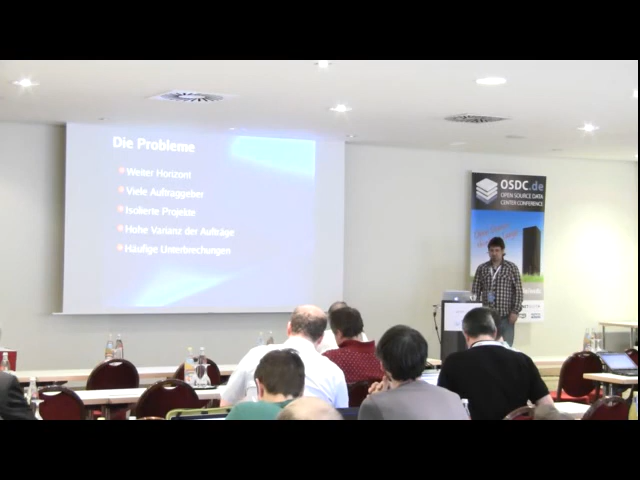 Die Probleme
Weiter Horizont
Viele Auftraggeber
Isolierte Projekte
Hohe Varianz der Aufträge
Häufige Unterbrechungen
OSDC.de
OPEN SOURCE DATA
CENTER CONFERENCE